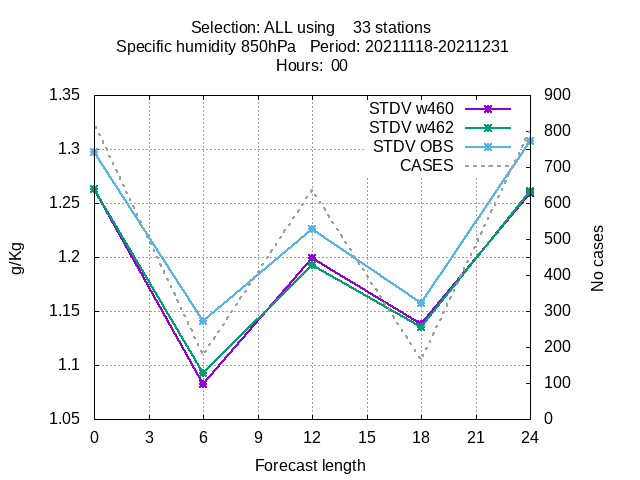 Selection: ALL using    33 stations
Specific humidity 850hPa   Period: 20211118-20211231
Hours:  00
1.35
1.3
1.25
1.2
1.15
1.1
1.05
g/Kg
STDV w460
STDV w462
STDV OBS
CASES
900
800
700
600
500
400
300
200
100
0
No cases
0 3 6 9 12 15 18 21 24
Forecast length